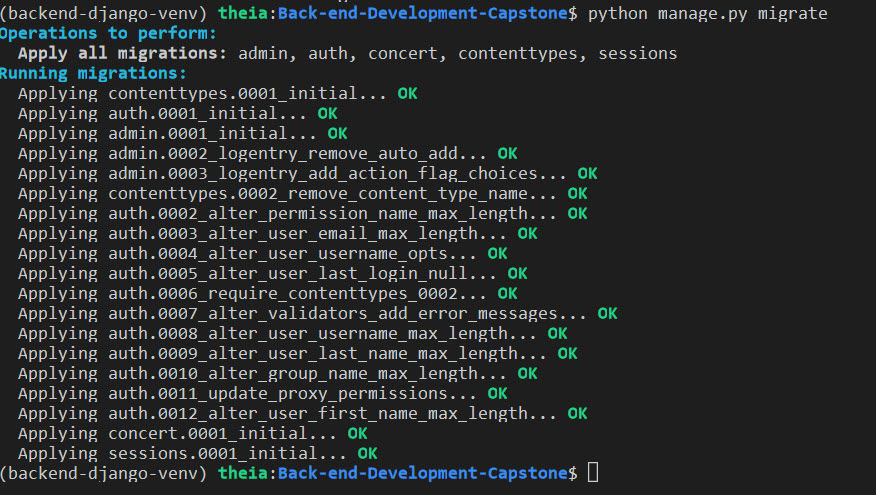 (backend-django-venv) theia:Back-end-Development-Capstone$ python manage.py migrate
Operations to perform:
  Apply all migrations: admin, auth, concert, contenttypes, sessions
Running migrations:
  Applying contenttypes.0001_initial... OK
  Applying auth.0001_initial... OK
  Applying admin.0001_initial... OK
  Applying admin.0002_logentry_remove_auto_add... OK
  Applying admin.0003_logentry_add_action_flag_choices... OK
  Applying contenttypes.0002_remove_content_type_name... OK
  Applying auth.0002_alter_permission_name_max_length... OK
  Applying auth.0003_alter_user_email_max_length... OK
  Applying auth.0004_alter_user_username_opts... OK
  Applying auth.0005_alter_user_last_login_null... OK
  Applying auth.0006_require_contenttypes_0002... OK
  Applying auth.0007_alter_validators_add_error_messages... OK
  Applying auth.0008_alter_user_username_max_length... OK
  Applying auth.0009_alter_user_last_name_max_length... OK
  Applying auth.0010_alter_group_name_max_length... OK
  Applying auth.0011_update_proxy_permissions... OK
  Applying auth.0012_alter_user_first_name_max_length... OK
  Applying concert.0001_initial... OK
  Applying sessions.0001_initial... OK
(backend-django-venv) theia:Back-end-Development-Capstone$